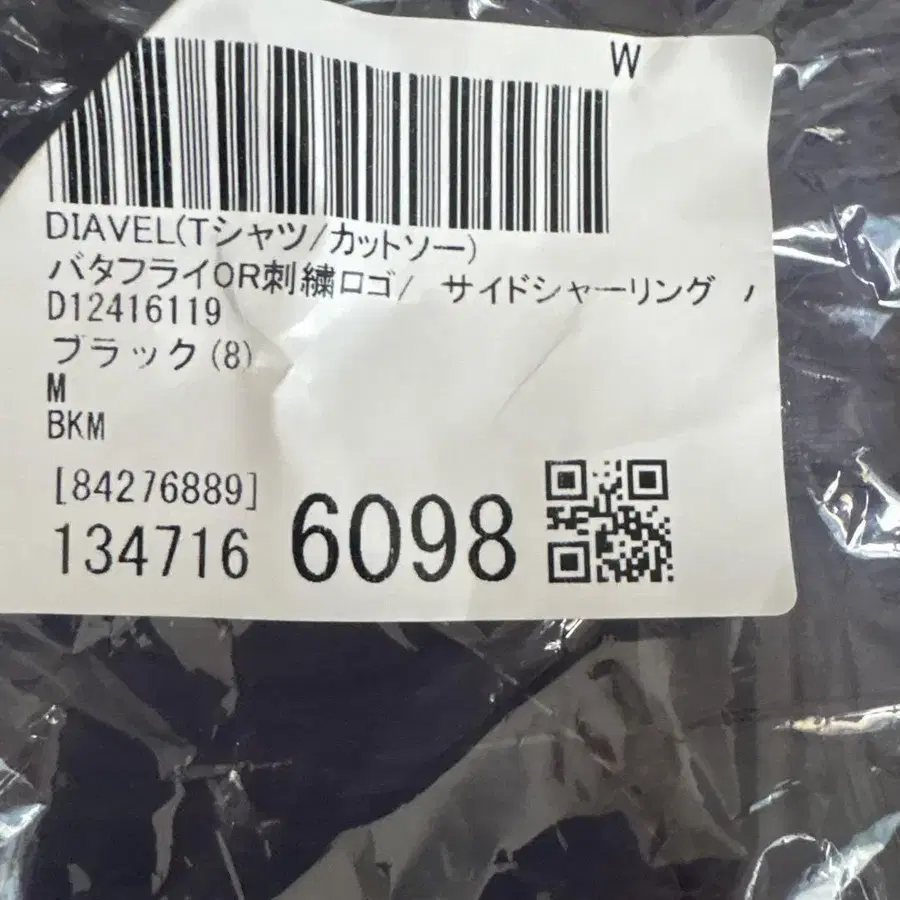 W
DIAVEL(Tシャツ/カットソー)
バタフライOR刺繍ロゴ/ サイドシャーリング
D12416119
ブラック(8)
M
BKM
[84276889]
134716 6098